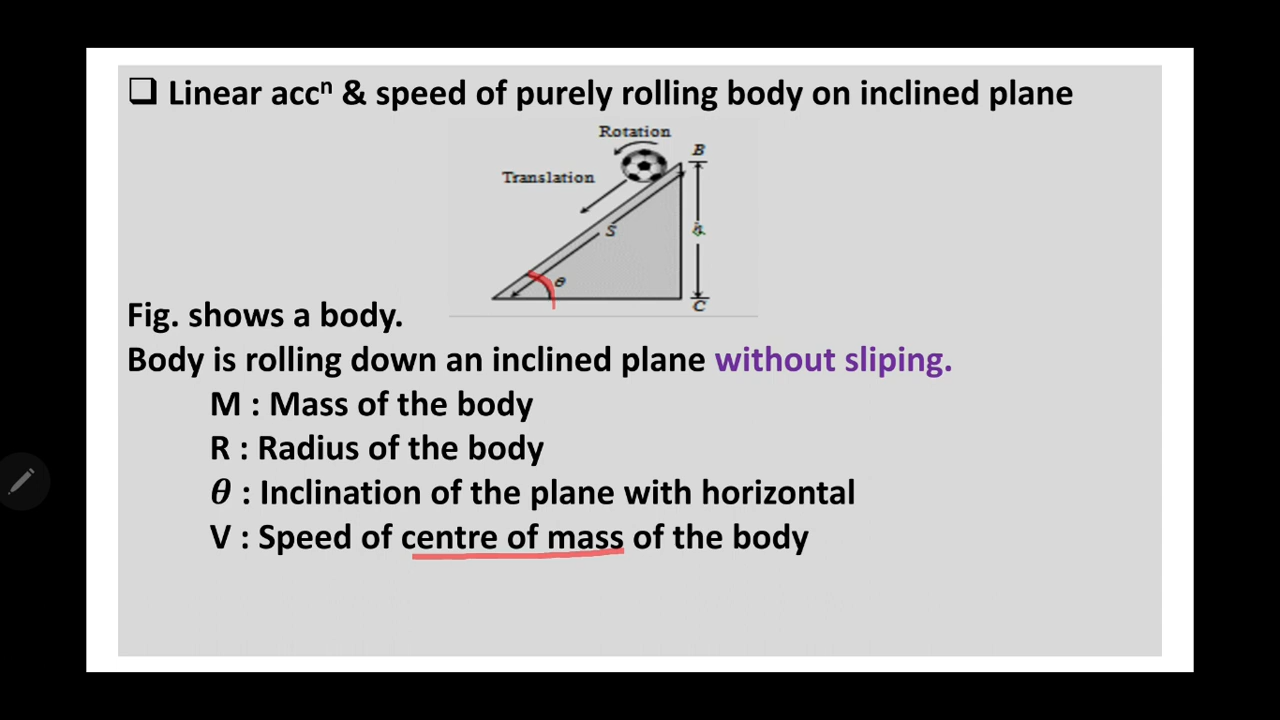 Linear accⁿ & speed of purely rolling body on inclined plane
Rotation
B
Translation
S
h
θ
C
Fig. shows a body.
Body is rolling down an inclined plane without sliping.
M : Mass of the body
R : Radius of the body
θ : Inclination of the plane with horizontal
V : Speed of centre of mass of the body